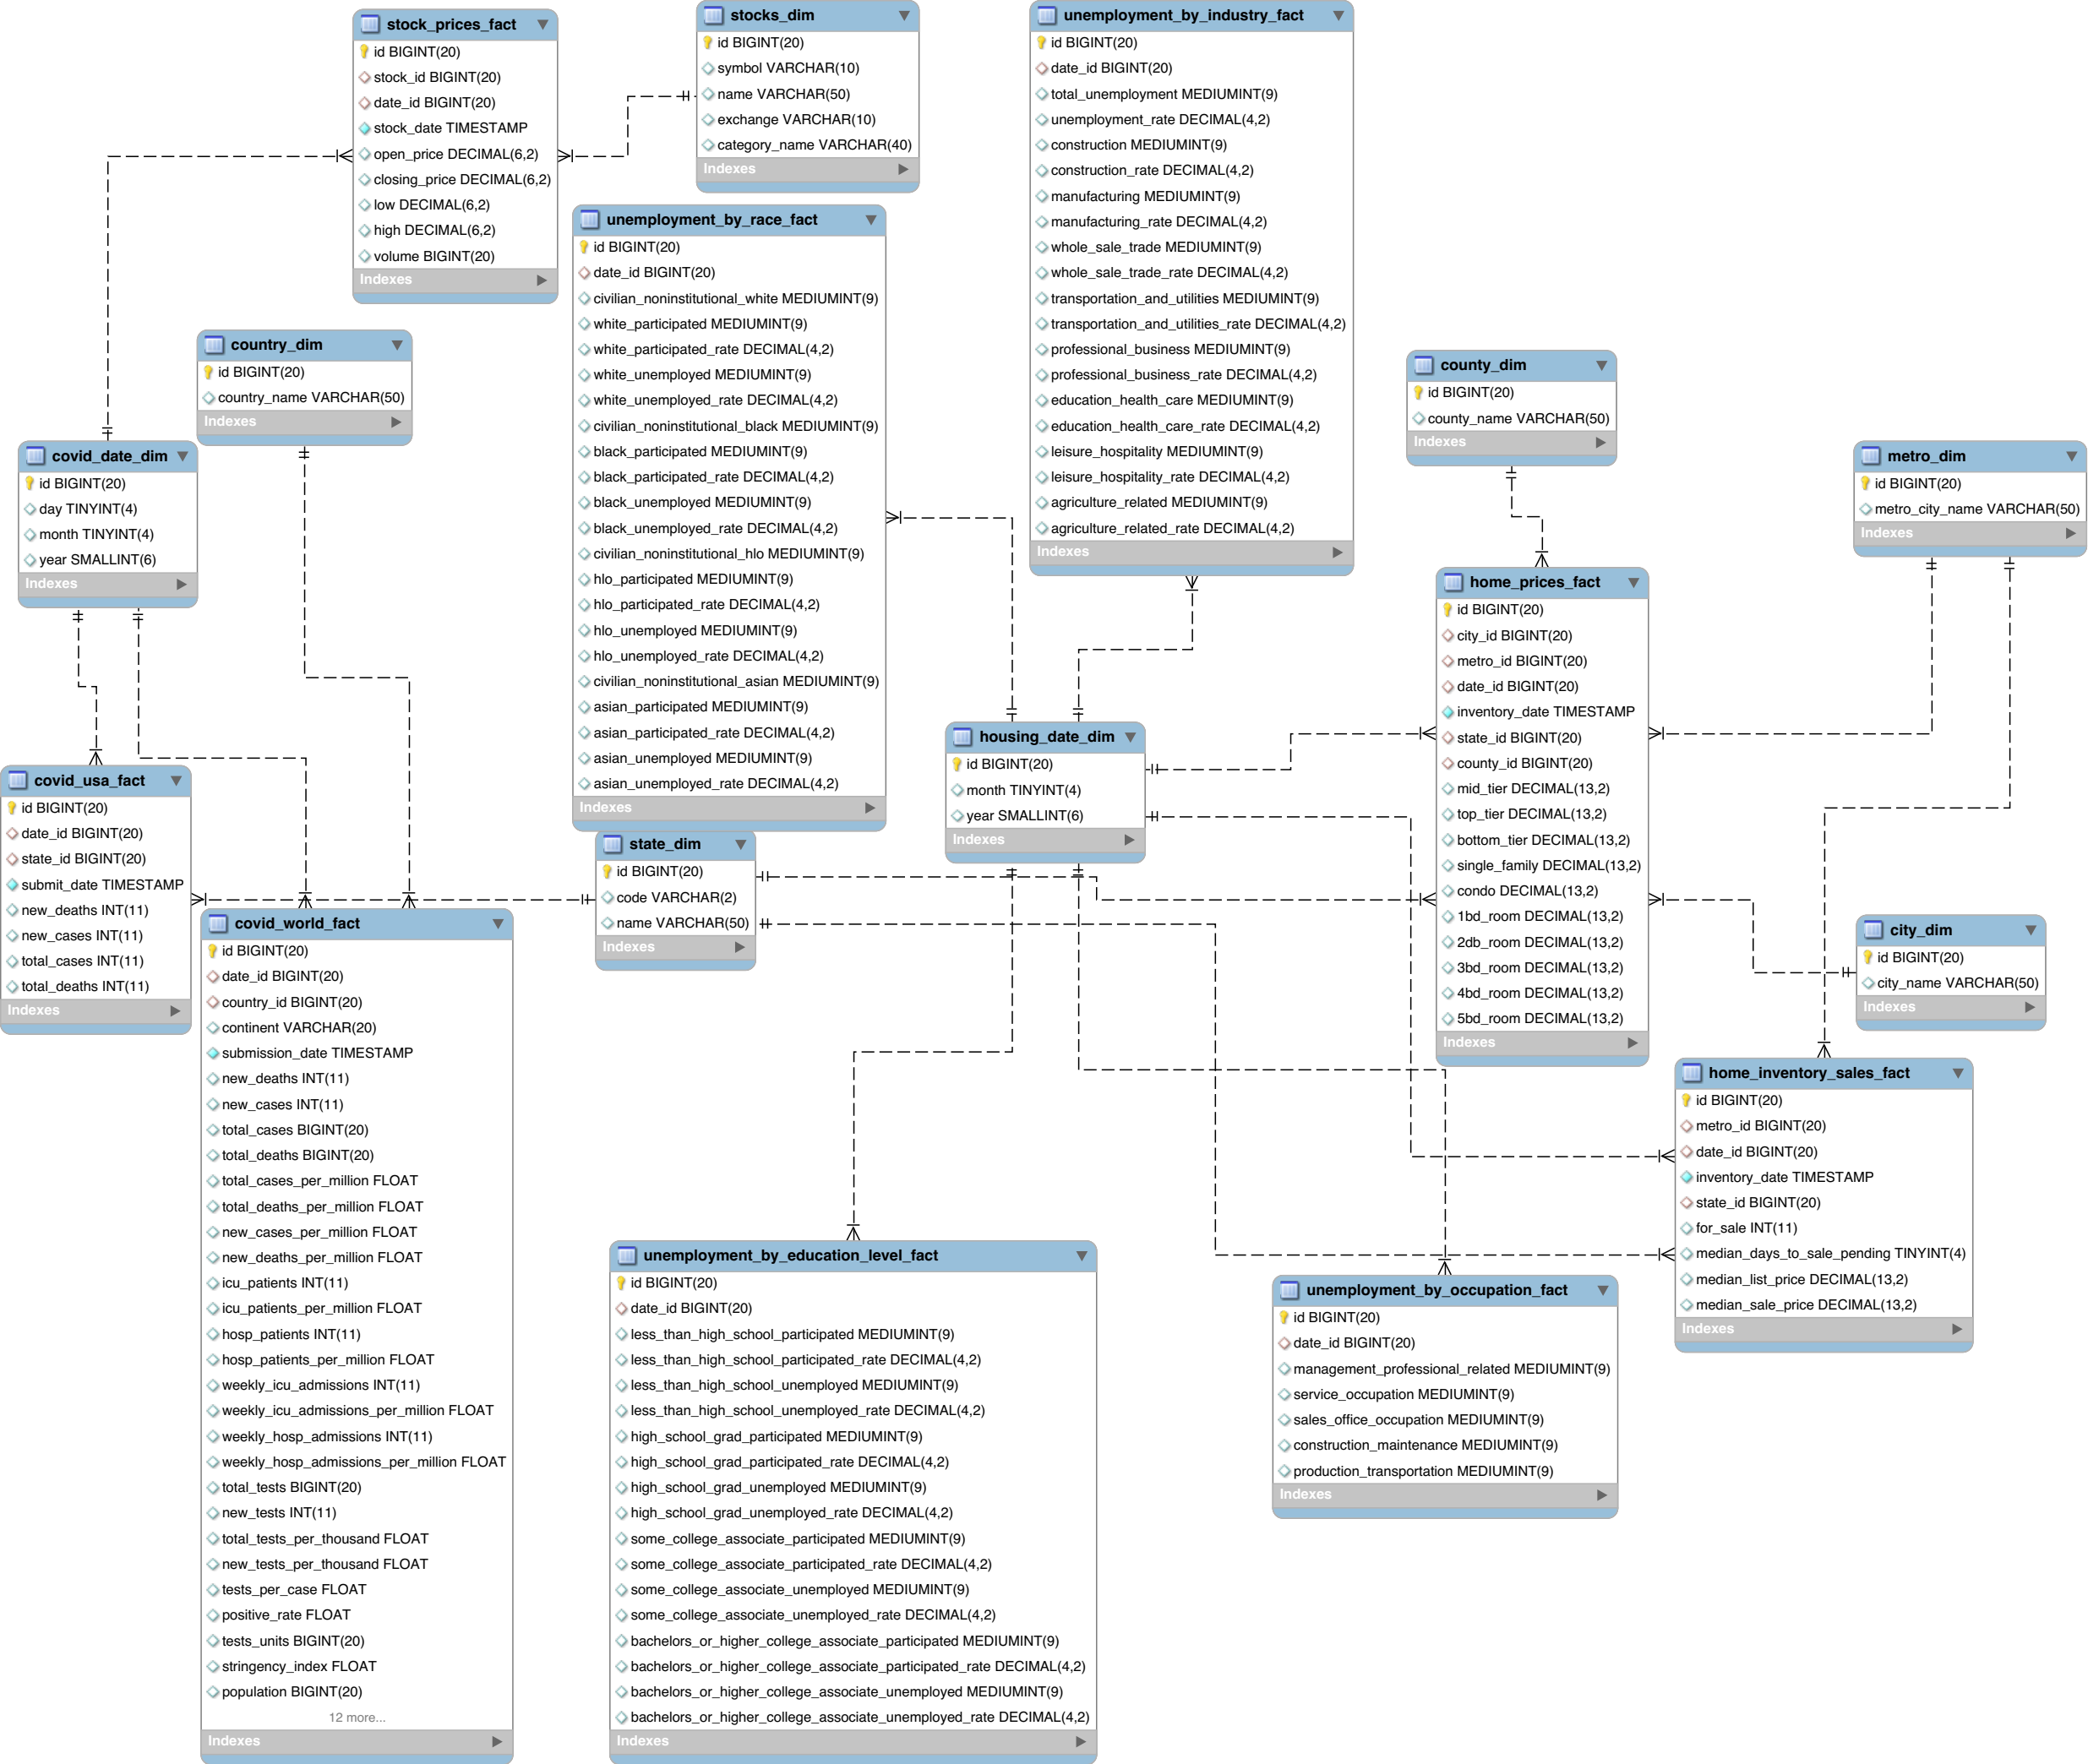 stock_prices_fact
id BIGINT(20)
stock_id BIGINT(20)
date_id BIGINT(20)
stock_date TIMESTAMP
open_price DECIMAL(6,2)
closing_price DECIMAL(6,2)
low DECIMAL(6,2)
high DECIMAL(6,2)
volume BIGINT(20)
Indexes
stocks_dim
id BIGINT(20)
symbol VARCHAR(10)
name VARCHAR(50)
exchange VARCHAR(10)
category_name VARCHAR(40)
Indexes
unemployment_by_industry_fact
id BIGINT(20)
date_id BIGINT(20)
total_unemployment MEDIUMINT(9)
unemployment_rate DECIMAL(4,2)
construction MEDIUMINT(9)
construction_rate DECIMAL(4,2)
manufacturing MEDIUMINT(9)
manufacturing_rate DECIMAL(4,2)
whole_sale_trade MEDIUMINT(9)
whole_sale_trade_rate DECIMAL(4,2)
transportation_and_utilities MEDIUMINT(9)
transportation_and_utilities_rate DECIMAL(4,2)
professional_business MEDIUMINT(9)
professional_business_rate DECIMAL(4,2)
education_health_care MEDIUMINT(9)
education_health_care_rate DECIMAL(4,2)
leisure_hospitality MEDIUMINT(9)
leisure_hospitality_rate DECIMAL(4,2)
agriculture_related MEDIUMINT(9)
agriculture_related_rate DECIMAL(4,2)
Indexes
unemployment_by_race_fact
id BIGINT(20)
date_id BIGINT(20)
civilian_noninstitutional_white MEDIUMINT(9)
white_participated MEDIUMINT(9)
white_participated_rate DECIMAL(4,2)
white_unemployed MEDIUMINT(9)
white_unemployed_rate DECIMAL(4,2)
civilian_noninstitutional_black MEDIUMINT(9)
black_participated MEDIUMINT(9)
black_participated_rate DECIMAL(4,2)
black_unemployed MEDIUMINT(9)
black_unemployed_rate DECIMAL(4,2)
civilian_noninstitutional_hlo MEDIUMINT(9)
hlo_participated MEDIUMINT(9)
hlo_participated_rate DECIMAL(4,2)
hlo_unemployed MEDIUMINT(9)
hlo_unemployed_rate DECIMAL(4,2)
civilian_noninstitutional_asian MEDIUMINT(9)
asian_participated MEDIUMINT(9)
asian_participated_rate DECIMAL(4,2)
asian_unemployed MEDIUMINT(9)
asian_unemployed_rate DECIMAL(4,2)
Indexes
country_dim
id BIGINT(20)
country_name VARCHAR(50)
Indexes
county_dim
id BIGINT(20)
county_name VARCHAR(50)
Indexes
covid_date_dim
id BIGINT(20)
day TINYINT(4)
month TINYINT(4)
year SMALLINT(6)
Indexes
metro_dim
id BIGINT(20)
metro_city_name VARCHAR(50)
Indexes
home_prices_fact
id BIGINT(20)
city_id BIGINT(20)
metro_id BIGINT(20)
date_id BIGINT(20)
inventory_date TIMESTAMP
state_id BIGINT(20)
county_id BIGINT(20)
mid_tier DECIMAL(13,2)
top_tier DECIMAL(13,2)
bottom_tier DECIMAL(13,2)
single_family DECIMAL(13,2)
condo DECIMAL(13,2)
1bd_room DECIMAL(13,2)
2db_room DECIMAL(13,2)
3bd_room DECIMAL(13,2)
4bd_room DECIMAL(13,2)
5bd_room DECIMAL(13,2)
Indexes
housing_date_dim
id BIGINT(20)
month TINYINT(4)
year SMALLINT(6)
Indexes
covid_usa_fact
id BIGINT(20)
date_id BIGINT(20)
state_id BIGINT(20)
submit_date TIMESTAMP
new_deaths INT(11)
new_cases INT(11)
total_cases INT(11)
total_deaths INT(11)
Indexes
state_dim
id BIGINT(20)
code VARCHAR(2)
name VARCHAR(50)
Indexes
covid_world_fact
id BIGINT(20)
date_id BIGINT(20)
country_id BIGINT(20)
continent VARCHAR(20)
submission_date TIMESTAMP
new_deaths INT(11)
new_cases INT(11)
total_cases BIGINT(20)
total_deaths BIGINT(20)
total_cases_per_million FLOAT
total_deaths_per_million FLOAT
new_cases_per_million FLOAT
new_deaths_per_million FLOAT
icu_patients INT(11)
icu_patients_per_million FLOAT
hosp_patients INT(11)
hosp_patients_per_million FLOAT
weekly_icu_admissions INT(11)
weekly_icu_admissions_per_million FLOAT
weekly_hosp_admissions INT(11)
weekly_hosp_admissions_per_million FLOAT
total_tests BIGINT(20)
new_tests INT(11)
total_tests_per_thousand FLOAT
new_tests_per_thousand FLOAT
tests_per_case FLOAT
positive_rate FLOAT
tests_units BIGINT(20)
stringency_index FLOAT
population BIGINT(20)
12 more...
Indexes
city_dim
id BIGINT(20)
city_name VARCHAR(50)
Indexes
home_inventory_sales_fact
id BIGINT(20)
metro_id BIGINT(20)
date_id BIGINT(20)
inventory_date TIMESTAMP
state_id BIGINT(20)
for_sale INT(11)
median_days_to_sale_pending TINYINT(4)
median_list_price DECIMAL(13,2)
median_sale_price DECIMAL(13,2)
Indexes
unemployment_by_education_level_fact
id BIGINT(20)
date_id BIGINT(20)
less_than_high_school_participated MEDIUMINT(9)
less_than_high_school_participated_rate DECIMAL(4,2)
less_than_high_school_unemployed MEDIUMINT(9)
less_than_high_school_unemployed_rate DECIMAL(4,2)
high_school_grad_participated MEDIUMINT(9)
high_school_grad_participated_rate DECIMAL(4,2)
high_school_grad_unemployed MEDIUMINT(9)
high_school_grad_unemployed_rate DECIMAL(4,2)
some_college_associate_participated MEDIUMINT(9)
some_college_associate_participated_rate DECIMAL(4,2)
some_college_associate_unemployed MEDIUMINT(9)
some_college_associate_unemployed_rate DECIMAL(4,2)
bachelors_or_higher_college_associate_participated MEDIUMINT(9)
bachelors_or_higher_college_associate_participated_rate DECIMAL(4,2)
bachelors_or_higher_college_associate_unemployed MEDIUMINT(9)
bachelors_or_higher_college_associate_unemployed_rate DECIMAL(4,2)
Indexes
unemployment_by_occupation_fact
id BIGINT(20)
date_id BIGINT(20)
management_professional_related MEDIUMINT(9)
service_occupation MEDIUMINT(9)
sales_office_occupation MEDIUMINT(9)
construction_maintenance MEDIUMINT(9)
production_transportation MEDIUMINT(9)
Indexes